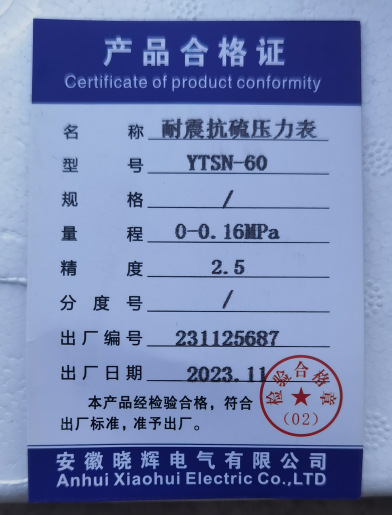 产品合格证
Certificate of product conformity
名 称 耐震抗硫压力表
型 号 YTSN-60
规 格 /
量 程 0-0.16MPa
精 度 2.5
分 度 号 /
出厂编号 231125687
出厂日期 2023.11
检验合格章
(02)
本产品经检验合格，符合
出厂标准，准予出厂。
安徽晓辉电气有限公司
Anhui Xiaohui Electric Co.,LTD